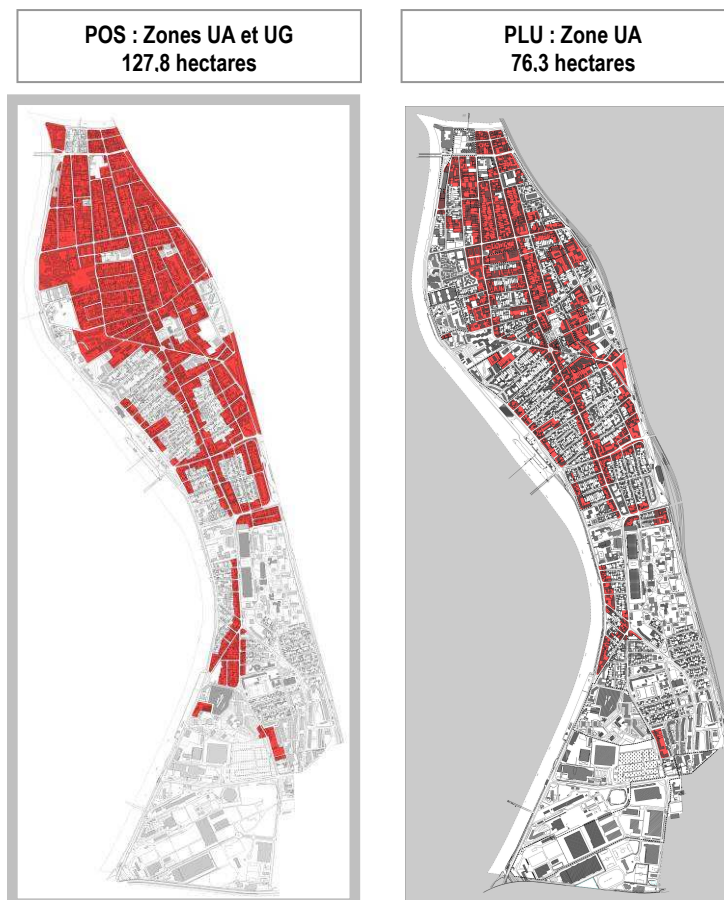 POS : Zones UA et UG
127,8 hectares
PLU : Zone UA
76,3 hectares